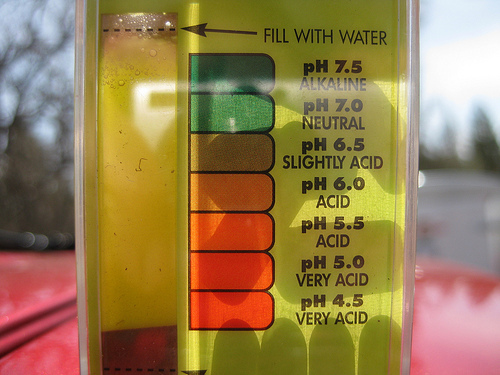 FILL WITH WATER
pH 7.5
ALKALINE
pH 7.0
NEUTRAL
pH 6.5
SLIGHTLY ACID
pH 6.0
ACID
pH 5.5
ACID
pH 5.0
VERY ACID
pH 4.5
VERY ACID